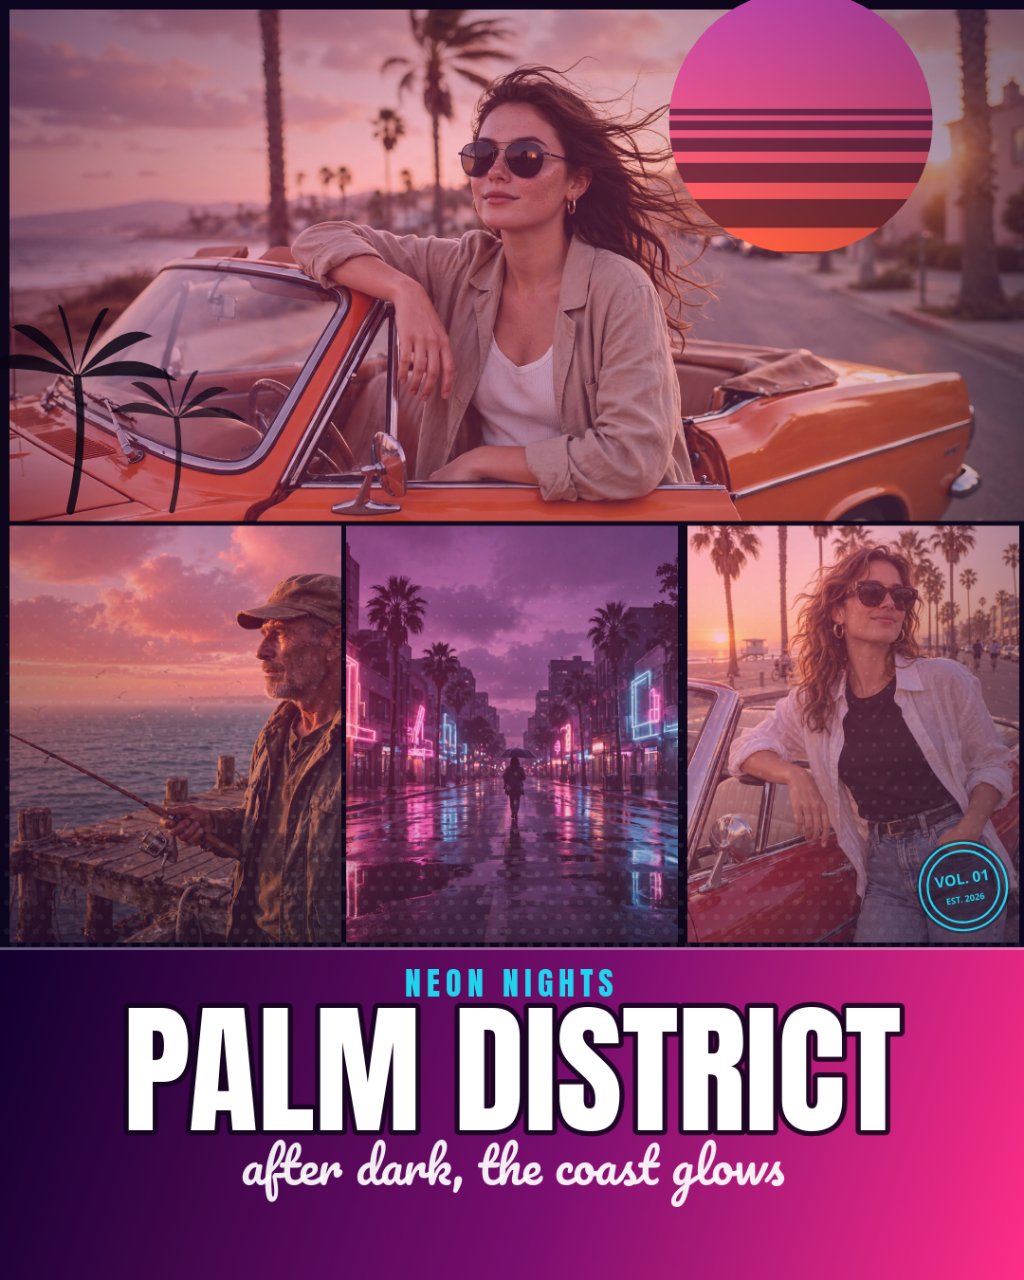 VOL. 01
EST. 2026
NEON NIGHTS
PALM DISTRICT
after dark, the coast glows